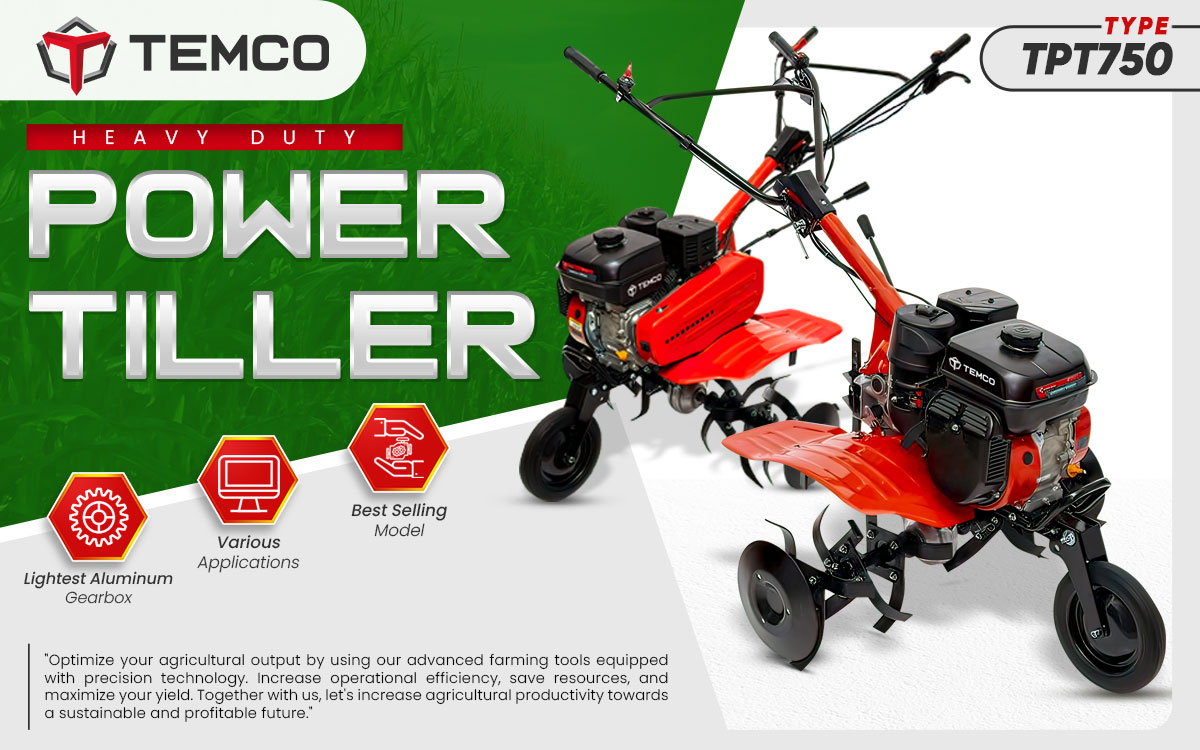 TEMCO
TYPE
TPT750
HEAVY DUTY
POWER
TILLER
TEMCO
TEMCO
Best Selling
Model
Various
Applications
Lightest Aluminum
Gearbox
"Optimize your agricultural output by using our advanced farming tools equipped
with precision technology. Increase operational efficiency, save resources, and
maximize your yield. Together with us, let's increase agricultural productivity towards
a sustainable and profitable future."